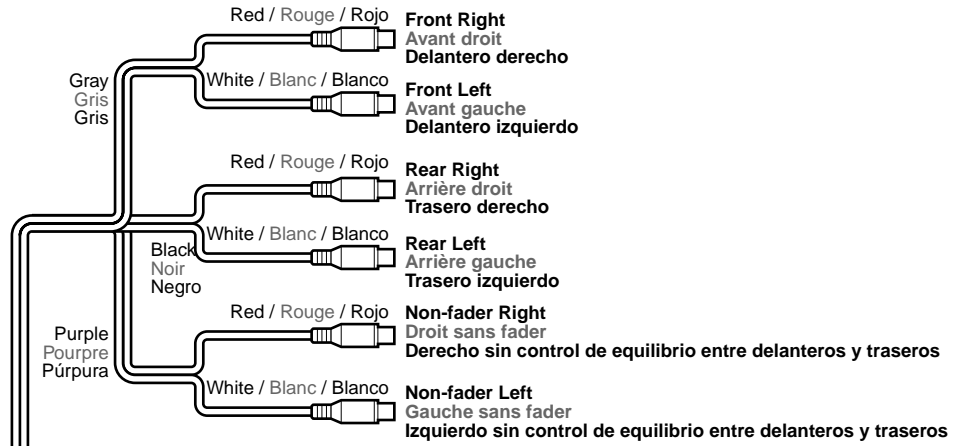 Red / Rouge / Rojo
Front Right
Avant droit
Delantero derecho
Gray
Gris
Gris
White / Blanc / Blanco
Front Left
Avant gauche
Delantero izquierdo
Red / Rouge / Rojo
Rear Right
Arrière droit
Trasero derecho
White / Blanc / Blanco
Rear Left
Arrière gauche
Trasero izquierdo
Black
Noir
Negro
Red / Rouge / Rojo
Non-fader Right
Droit sans fader
Derecho sin control de equilibrio entre delanteros y traseros
Purple
Pourpre
Púrpura
White / Blanc / Blanco
Non-fader Left
Gauche sans fader
Izquierdo sin control de equilibrio entre delanteros y traseros